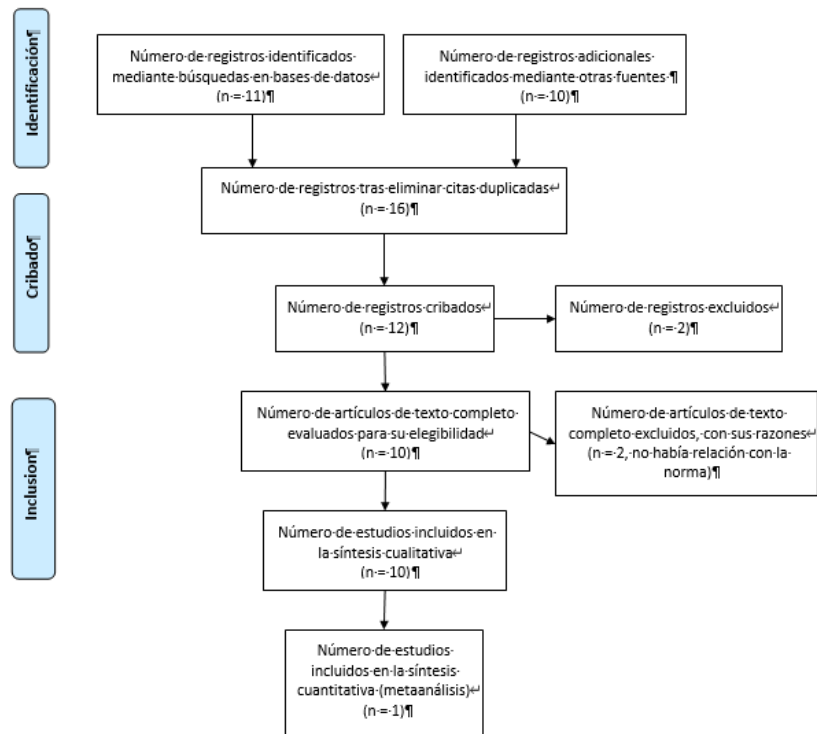 Identificación¶
Número·de·registros·identificados·
mediante·búsquedas·en·bases·de·datos↵
(n·=·11)¶
Número·de·registros·adicionales·
identificados·mediante·otras·fuentes·¶
(n·=·10)¶
Número·de·registros·tras·eliminar·citas·duplicadas↵
(n·=·16)¶
Cribado¶
Número·de·registros·cribados↵
(n·=·12)¶
Número·de·registros·excluidos↵
(n·=·2)¶
Inclusion¶
Número·de·artículos·de·texto·completo·
evaluados·para·su·elegibilidad↵
(n·=·10)¶
Número·de·artículos·de·texto·
completo·excluidos,·con·sus·razones↵
(n·=·2,·no·había·relación·con·la·
norma)¶
Número·de·estudios·incluidos·en·
la·síntesis·cualitativa↵
(n·=·10)¶
Número·de·estudios·
incluidos·en·la·síntesis·
cuantitativa·(metaanálisis)↵
(n·=·1)¶